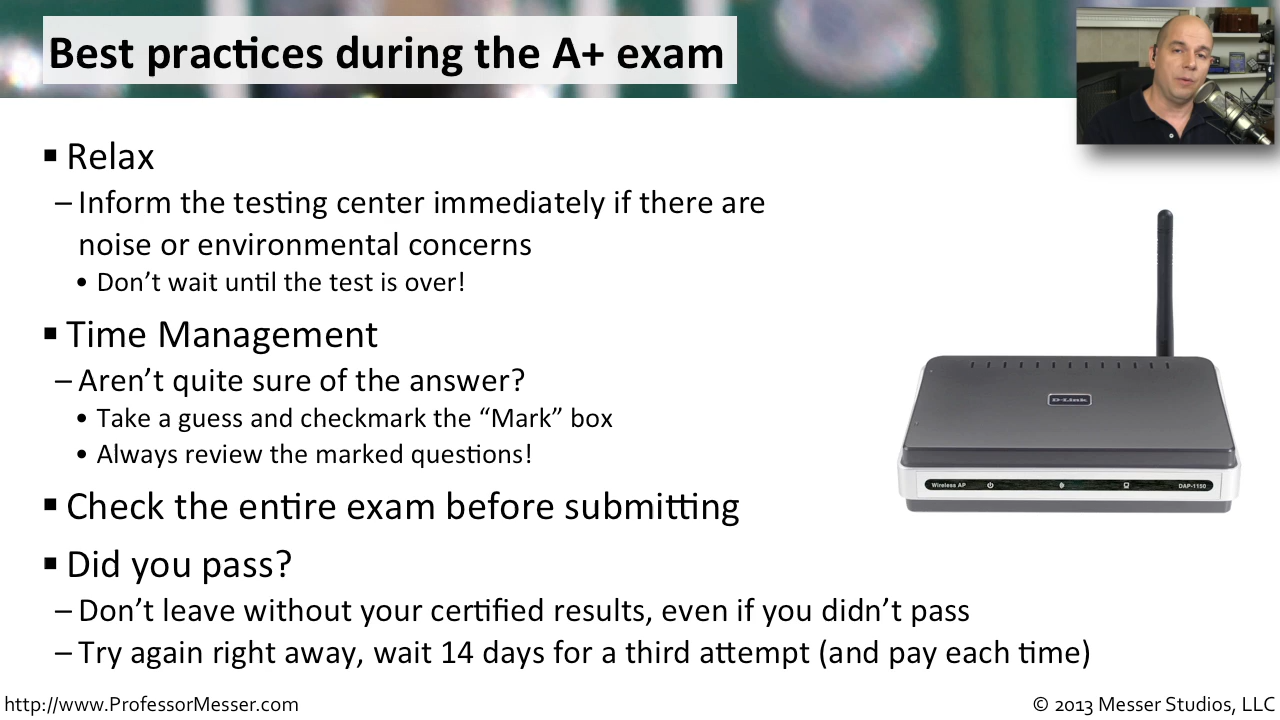 Best practices during the A+ exam
▪ Relax
– Inform the testing center immediately if there are
noise or environmental concerns
• Don’t wait until the test is over!
▪ Time Management
– Aren’t quite sure of the answer?
• Take a guess and checkmark the “Mark” box
• Always review the marked questions!
▪ Check the entire exam before submitting
▪ Did you pass?
– Don’t leave without your certified results, even if you didn’t pass
– Try again right away, wait 14 days for a third attempt (and pay each time)
D-Link
Wireless AP
DAP-1150
http://www.ProfessorMesser.com
© 2013 Messer Studios, LLC